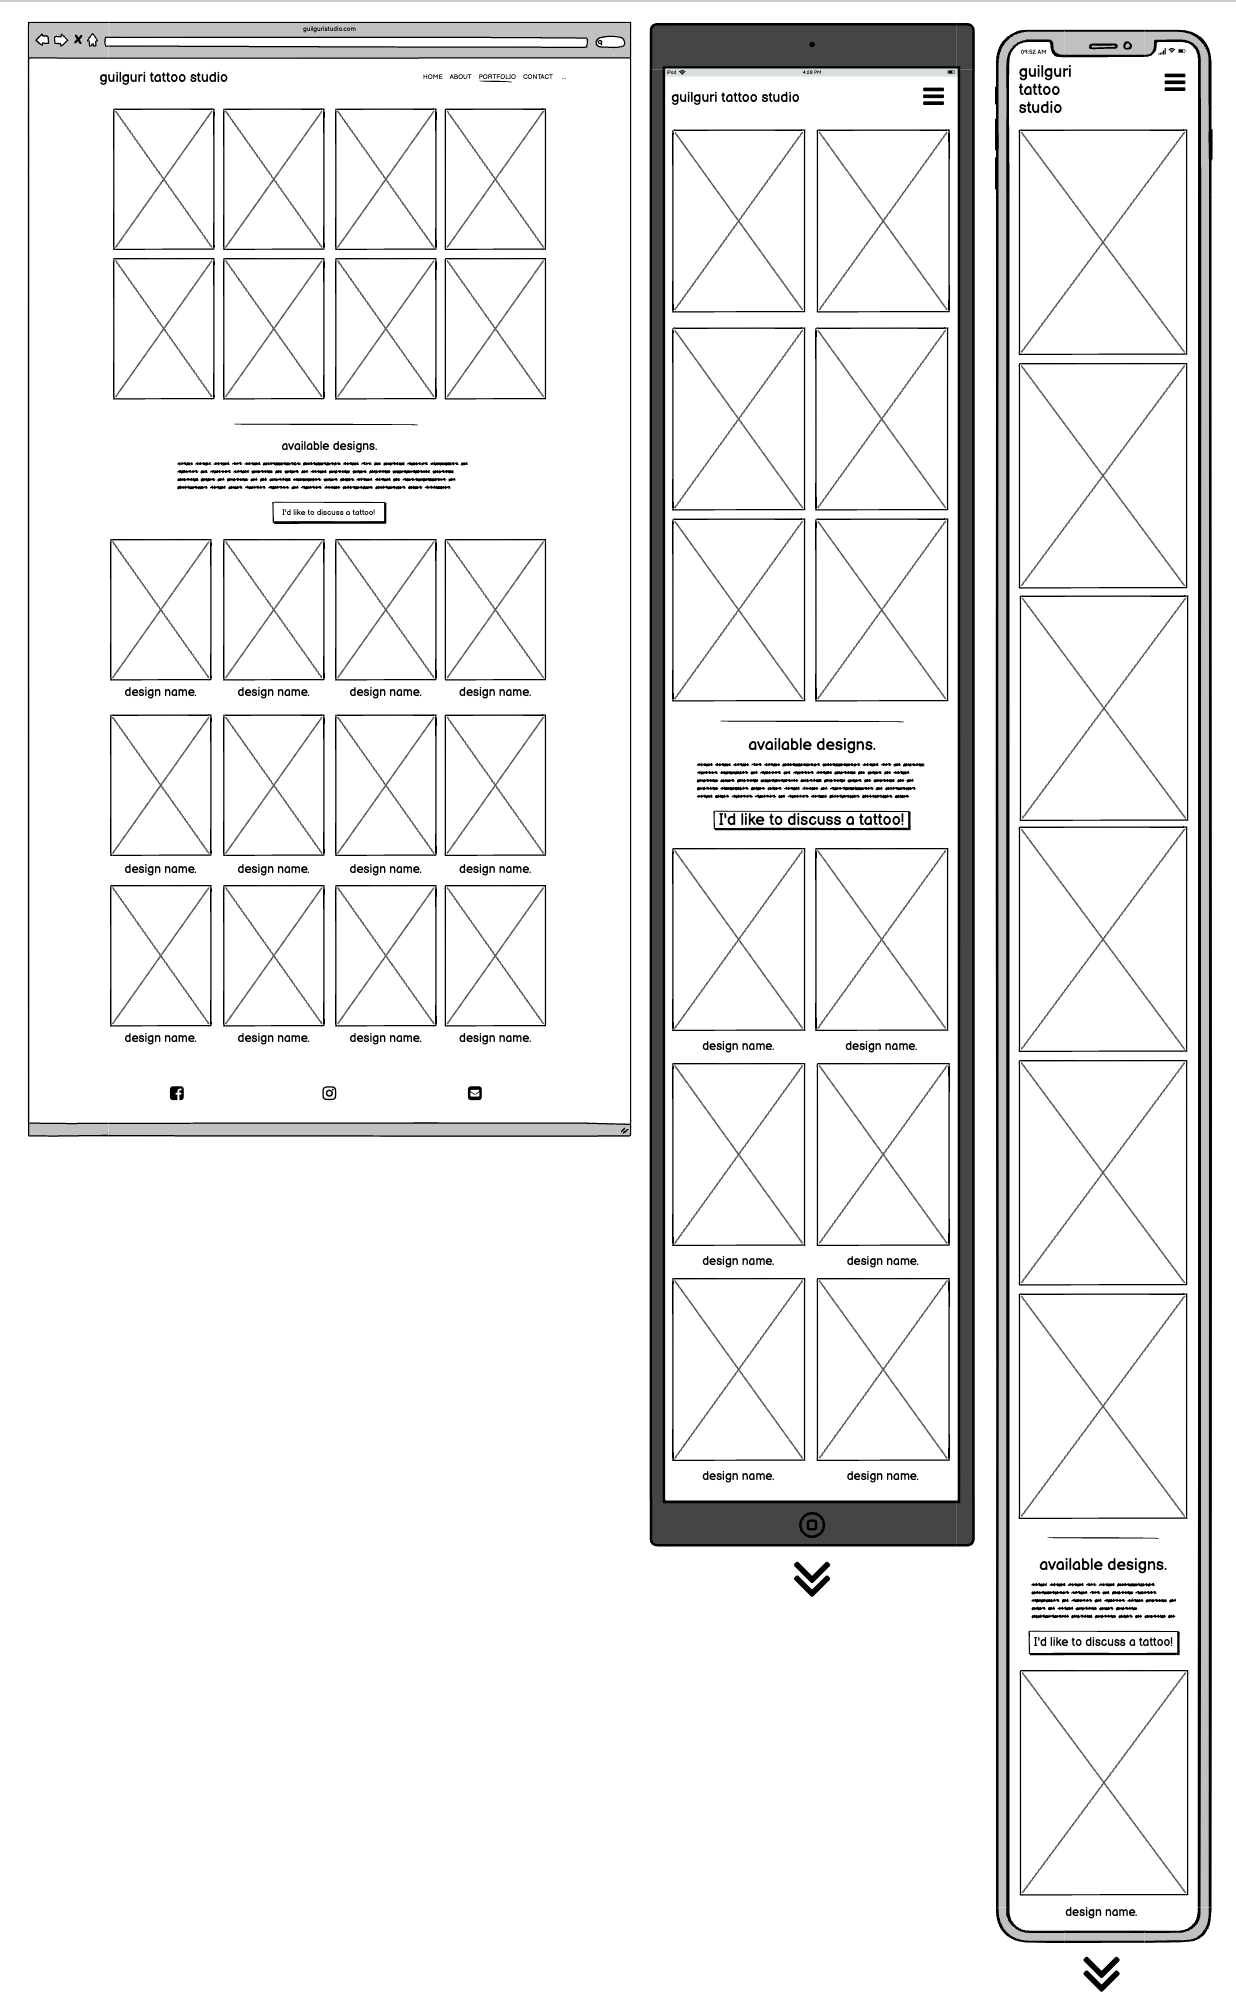 guilguristudio.com
guilguri tattoo studio
HOME ABOUT PORTFOLIO CONTACT ...
available designs.
I'd like to discuss a tattoo!
design name. design name. design name. design name.
design name. design name. design name. design name.
design name. design name. design name. design name.
iPod 4:28 PM
guilguri tattoo studio
available designs.
I'd like to discuss a tattoo!
design name. design name.
design name. design name.
design name. design name.
09:52 AM
guilguri
tattoo
studio
available designs.
I'd like to discuss a tattoo!
design name.